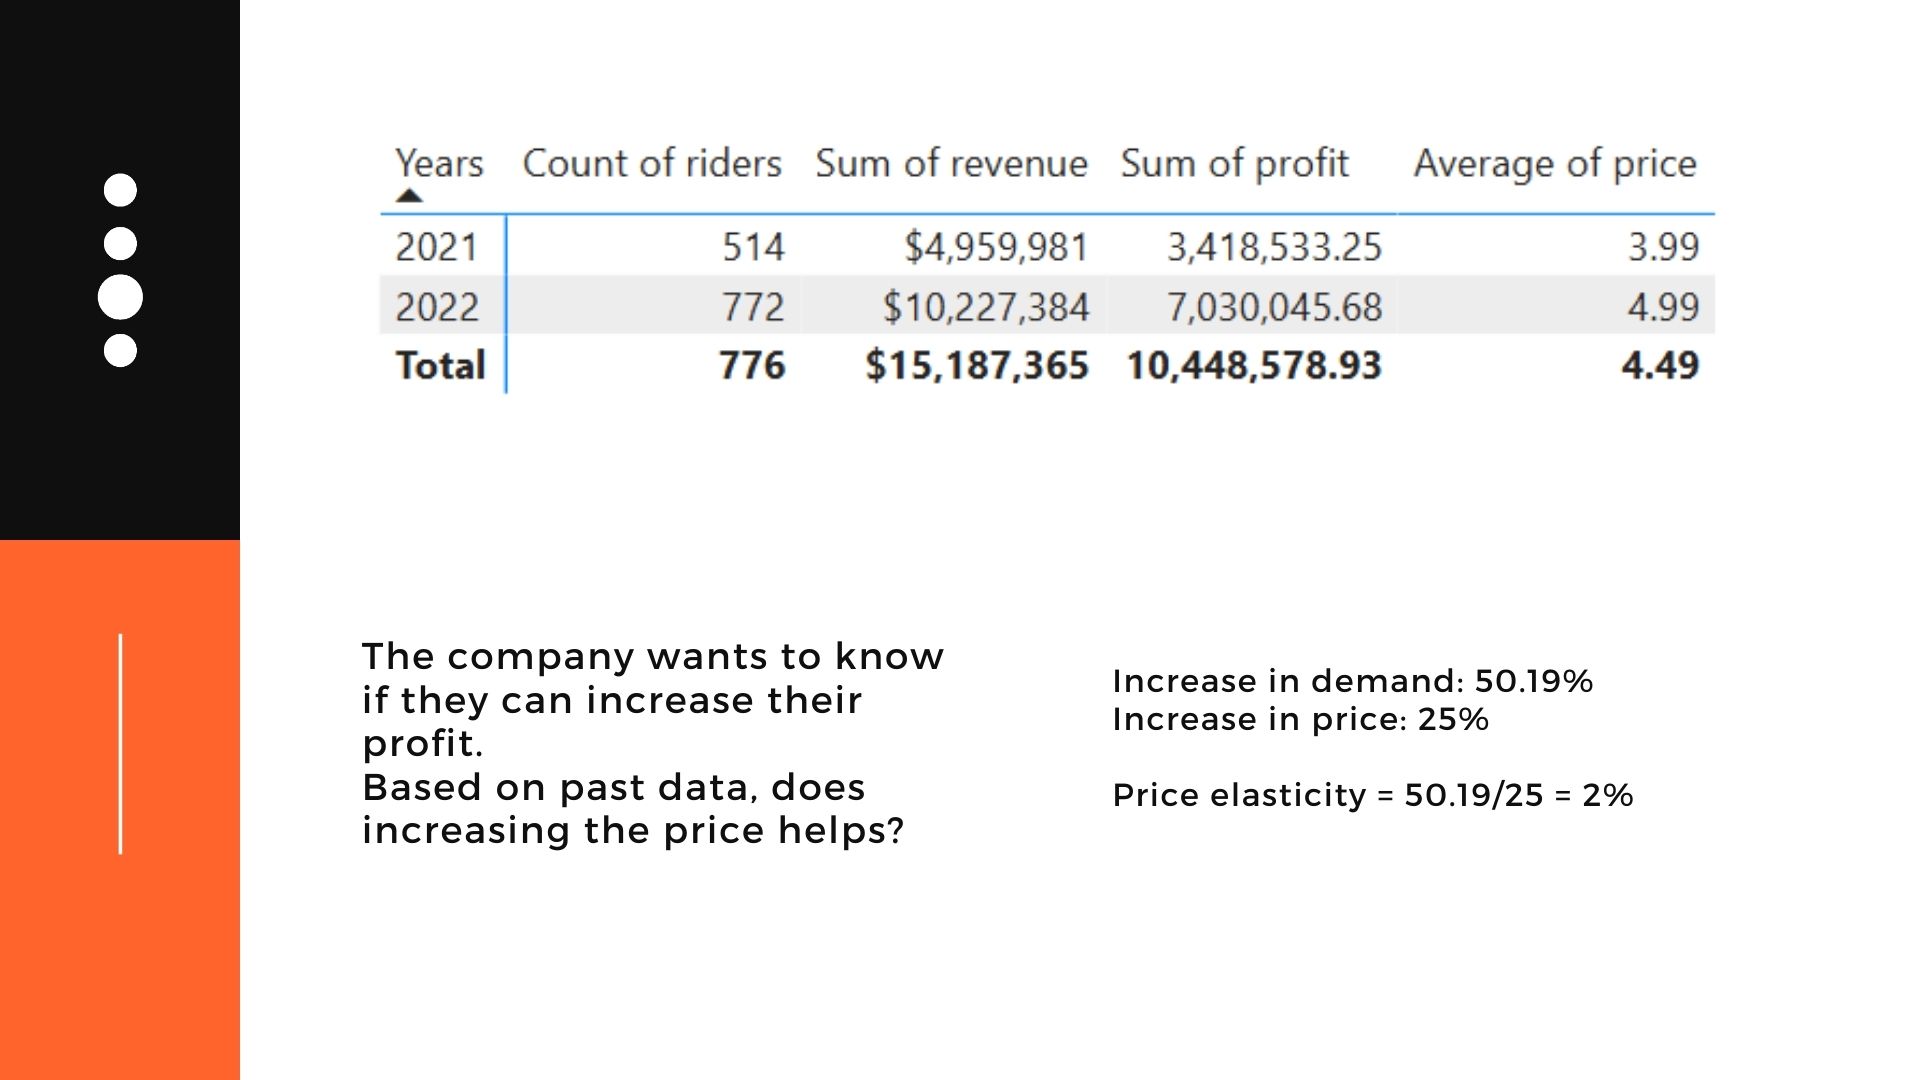 Years Count of riders Sum of revenue Sum of profit Average of price
2021 514 $4,959,981 3,418,533.25 3.99
2022 772 $10,227,384 7,030,045.68 4.99
Total 776 $15,187,365 10,448,578.93 4.49
The company wants to know
if they can increase their
profit.
Based on past data, does
increasing the price helps?
Increase in demand: 50.19%
Increase in price: 25%
Price elasticity = 50.19/25 = 2%